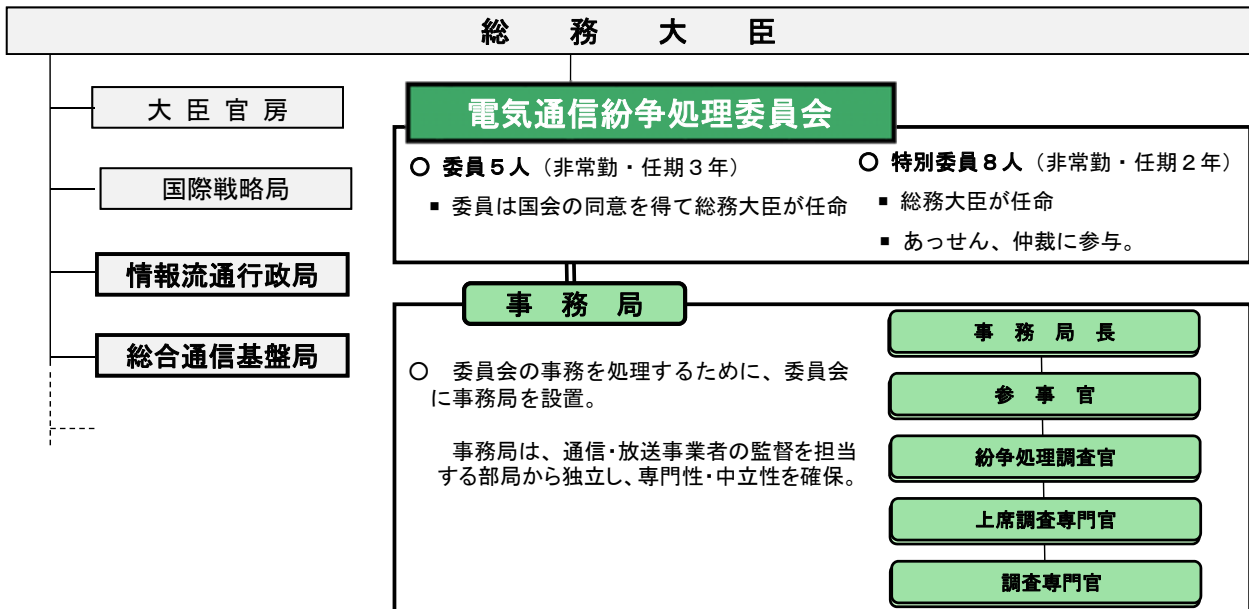 総務大臣
大臣官房
国際戦略局
情報流通行政局
総合通信基盤局
電気通信紛争処理委員会
○ 委員5人（非常勤・任期3年）
▪ 委員は国会の同意を得て総務大臣が任命
○ 特別委員8人（非常勤・任期2年）
▪ 総務大臣が任命
▪ あっせん、仲裁に参与。
事務局
○ 委員会の事務を処理するために、委員会
に事務局を設置。
事務局は、通信・放送事業者の監督を担当
する部局から独立し、専門性・中立性を確保。
事務局長
参事官
紛争処理調査官
上席調査専門官
調査専門官